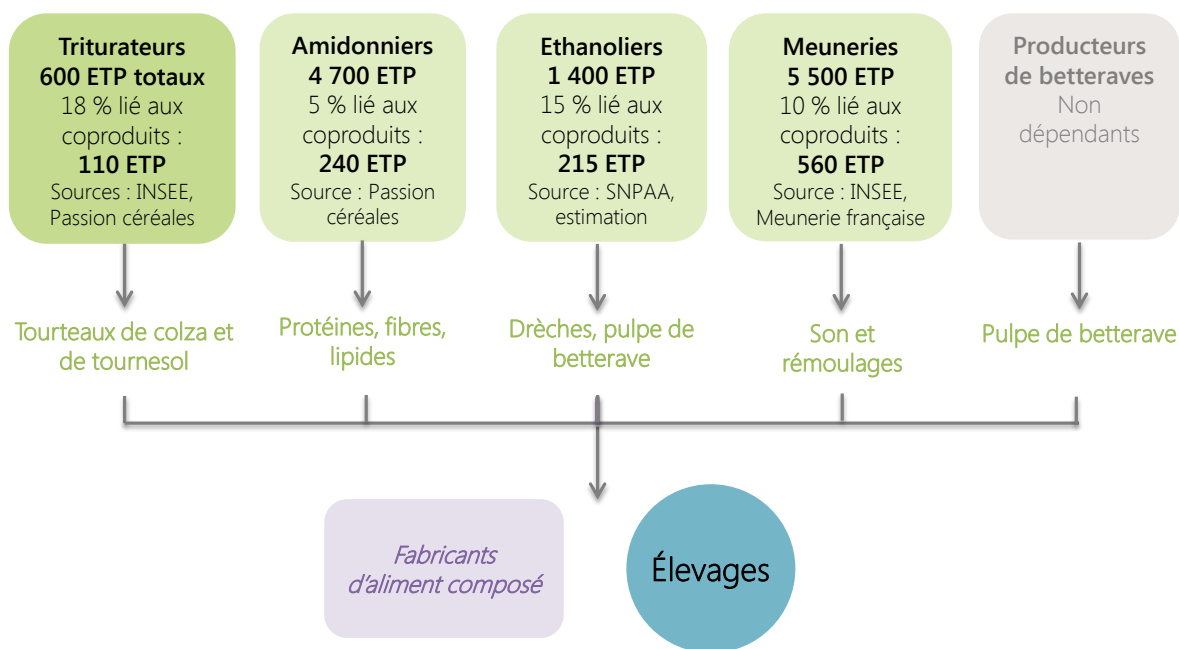 Triturateurs
600 ETP totaux
18 % lié aux
coproduits :
110 ETP
Sources : INSEE,
Passion céréales
Amidonniers
4 700 ETP
5 % lié aux
coproduits :
240 ETP
Source : Passion
céréales
Ethanoliers
1 400 ETP
15 % lié aux
coproduits :
215 ETP
Source : SNPAA,
estimation
Meuneries
5 500 ETP
10 % lié aux
coproduits :
560 ETP
Source : INSEE,
Meunerie française
Producteurs
de betteraves
Non
dépendants
Tourteaux de colza et
de tournesol
Protéines, fibres,
lipides
Drèches, pulpe de
betterave
Son et
rémoulages
Pulpe de betterave
Fabricants
d'aliment composé
Élevages